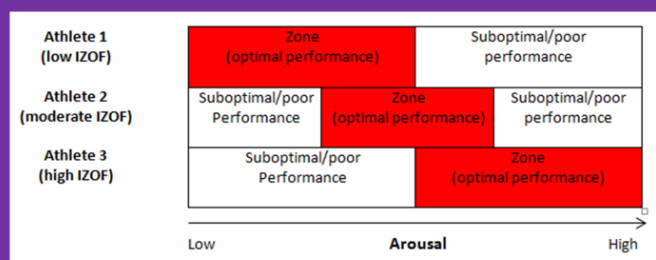 Athlete 1
(low IZOF)
Zone
(optimal performance)
Suboptimal/poor
performance
Athlete 2
(moderate IZOF)
Suboptimal/poor
Performance
Zone
(optimal performance)
Suboptimal/poor
performance
Athlete 3
(high IZOF)
Suboptimal/poor
Performance
Zone
(optimal performance)
Low
Arousal
High